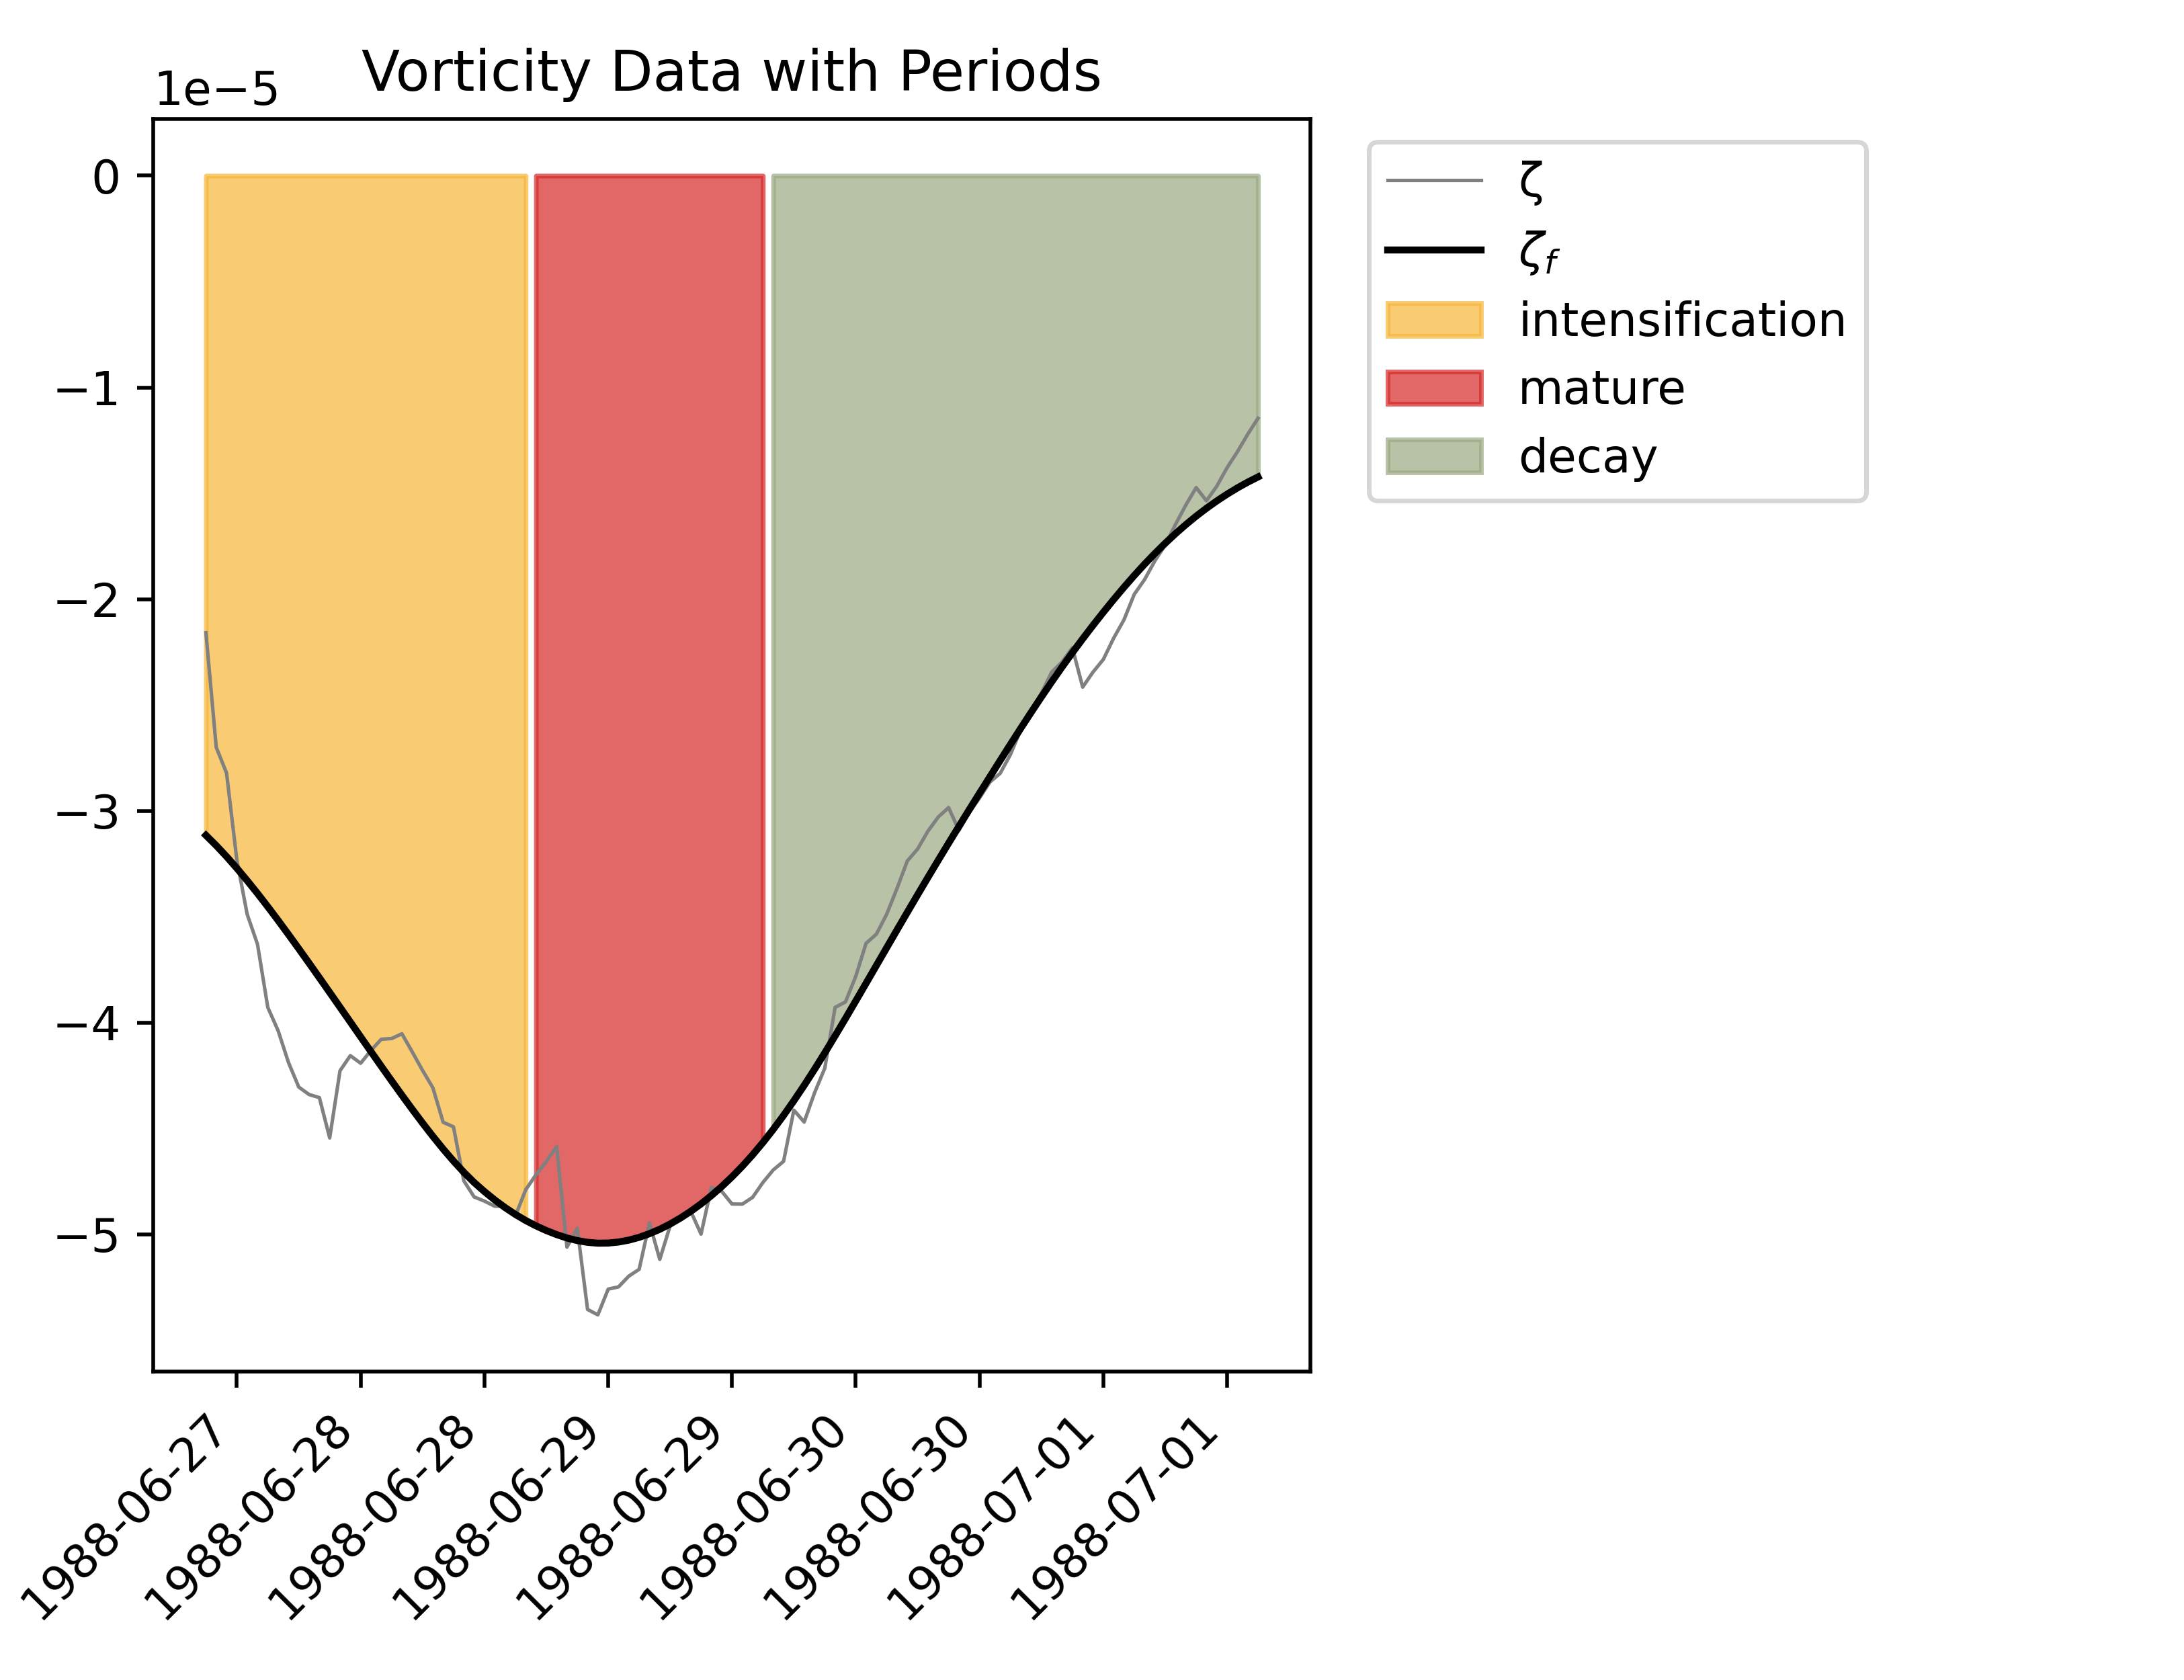 Vorticity Data with Periods
1e−5
0
−1
−2
−3
−4
−5
1988-06-27
1988-06-28
1988-06-28
1988-06-29
1988-06-29
1988-06-30
1988-06-30
1988-07-01
1988-07-01
ζ
ζf
intensification
mature
decay